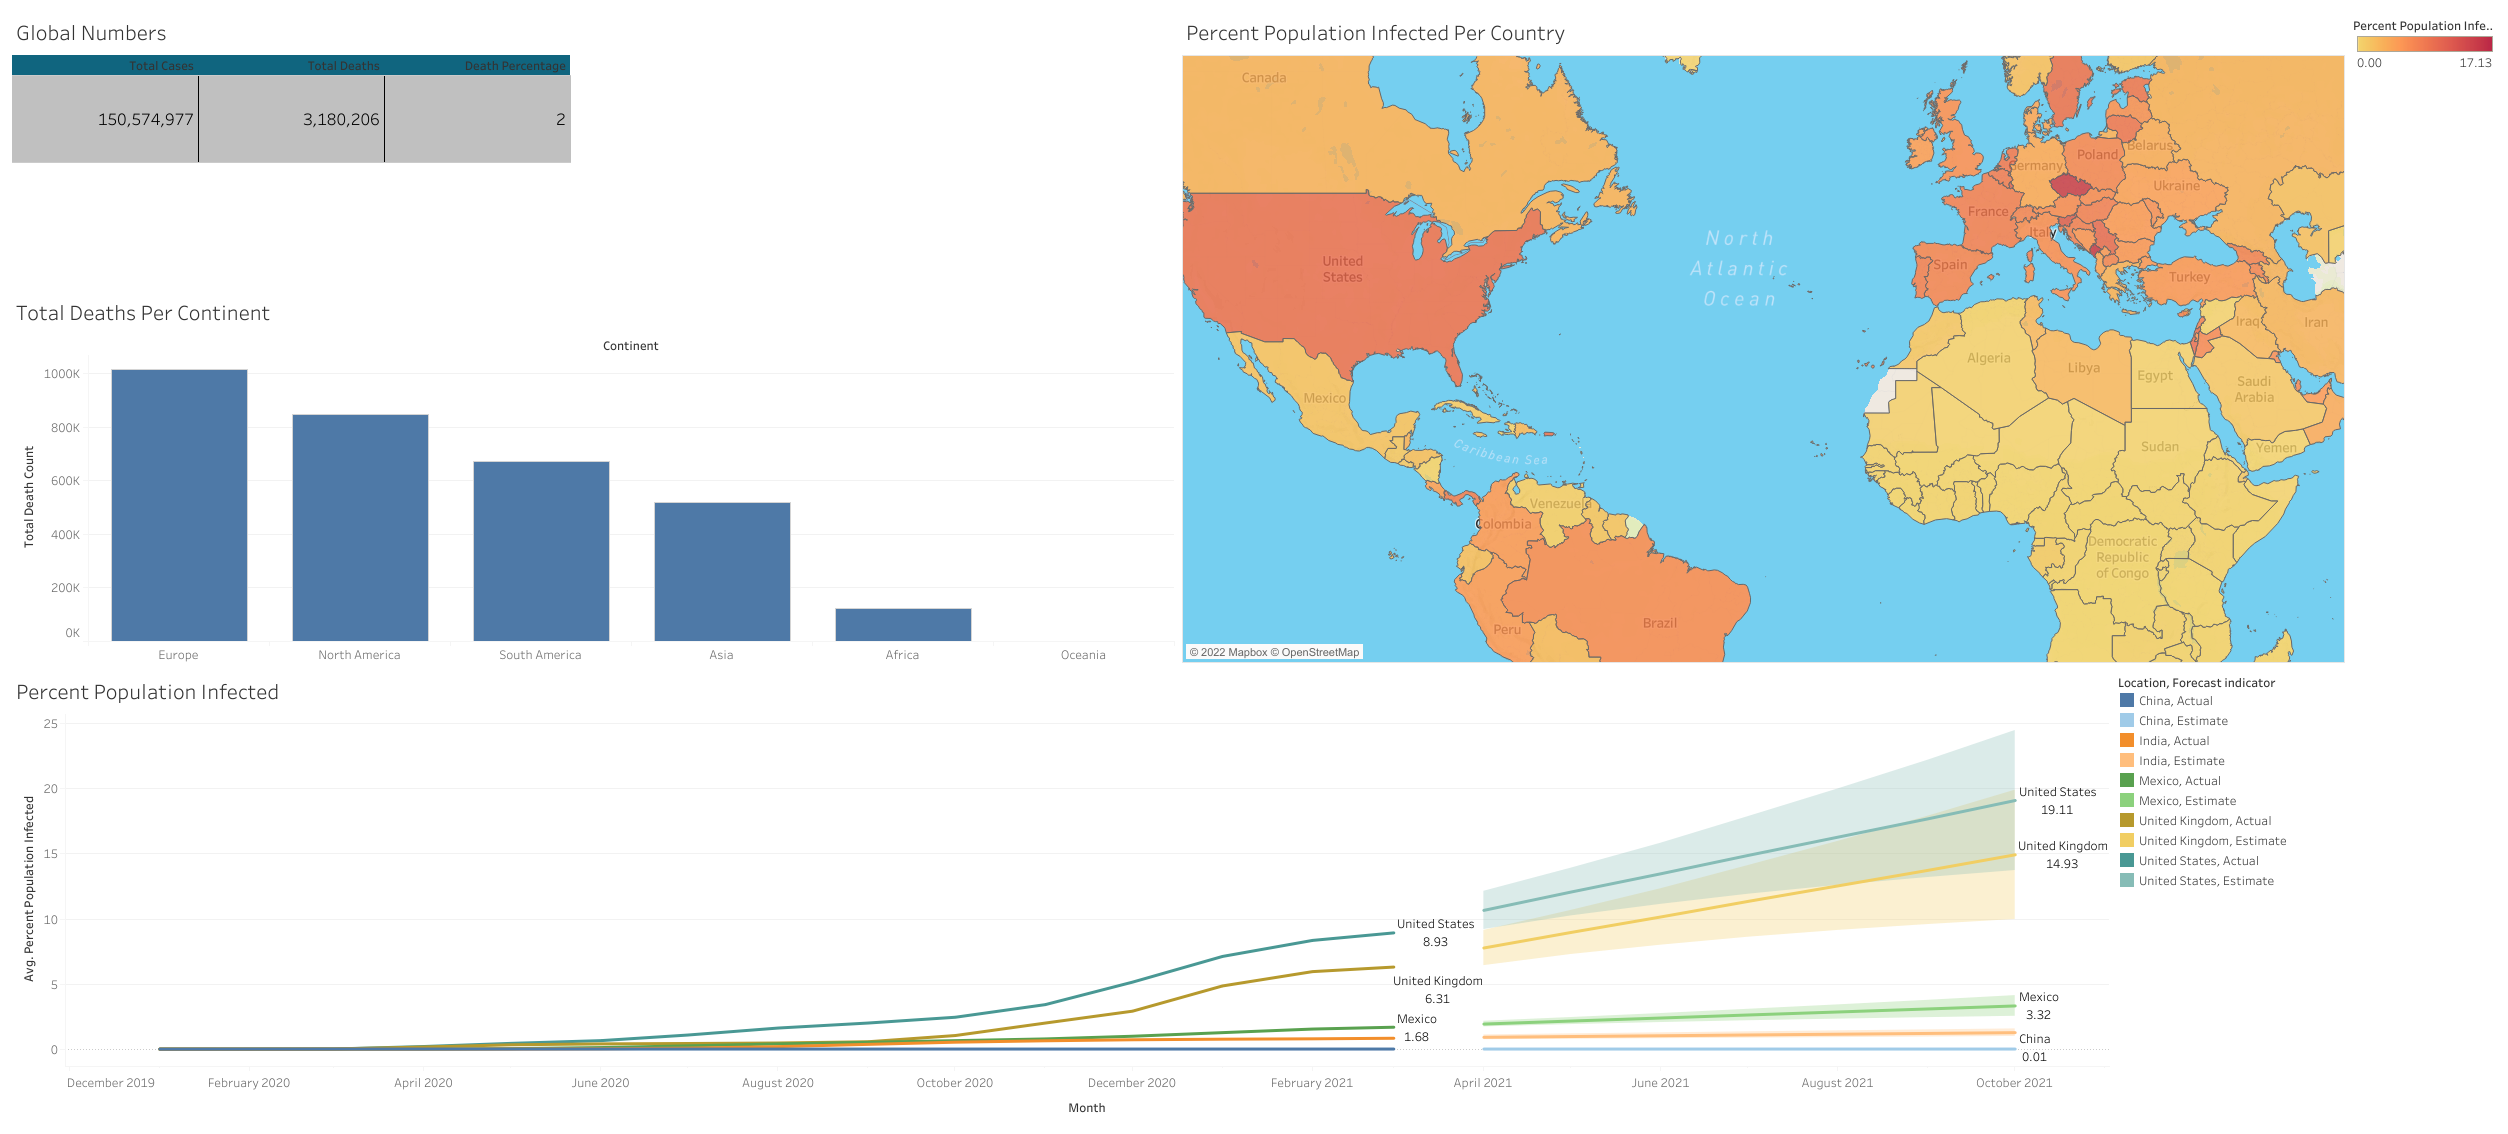 Global Numbers
Total Cases Total Deaths Death Percentage
150,574,977 3,180,206 2
Total Deaths Per Continent
Continent
Total Death Count
1000K
800K
600K
400K
200K
0K
Europe North America South America Asia Africa Oceania
Percent Population Infected Per Country
Percent Population Infe..
0.00 17.13
Canada
United
States
Mexico
North
Atlantic
Ocean
Caribbean Sea
Venezuela
Colombia
Peru
Brazil
Poland
Belarus
Germany
Ukraine
France
Italy
Spain
Turkey
Iraq
Iran
Algeria
Libya
Egypt
Saudi
Arabia
Sudan
Yemen
Democratic
Republic
of Congo
© 2022 Mapbox © OpenStreetMap
Percent Population Infected
Avg. Percent Population Infected
25
20
15
10
5
0
United States
8.93
United Kingdom
6.31
Mexico
1.68
United States
19.11
United Kingdom
14.93
Mexico
3.32
China
0.01
December 2019 February 2020 April 2020 June 2020 August 2020 October 2020 December 2020 February 2021 April 2021 June 2021 August 2021 October 2021
Month
Location, Forecast indicator
China, Actual
China, Estimate
India, Actual
India, Estimate
Mexico, Actual
Mexico, Estimate
United Kingdom, Actual
United Kingdom, Estimate
United States, Actual
United States, Estimate